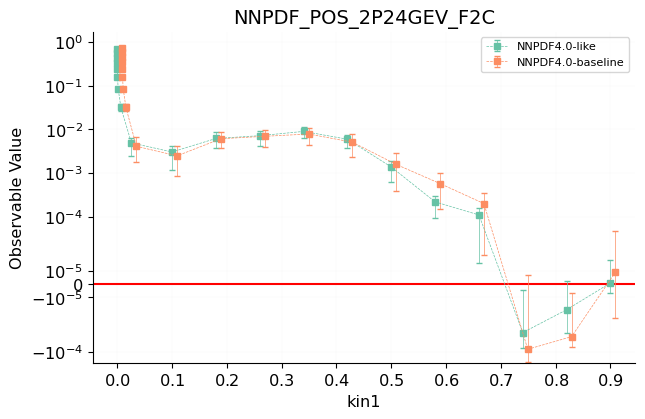 NNPDF_POS_2P24GEV_F2C
NNPDF4.0-like
NNPDF4.0-baseline
Observable Value
10⁰
10⁻¹
10⁻²
10⁻³
10⁻⁴
10⁻⁵
0
−10⁻⁵
−10⁻⁴
0.0 0.1 0.2 0.3 0.4 0.5 0.6 0.7 0.8 0.9
kin1